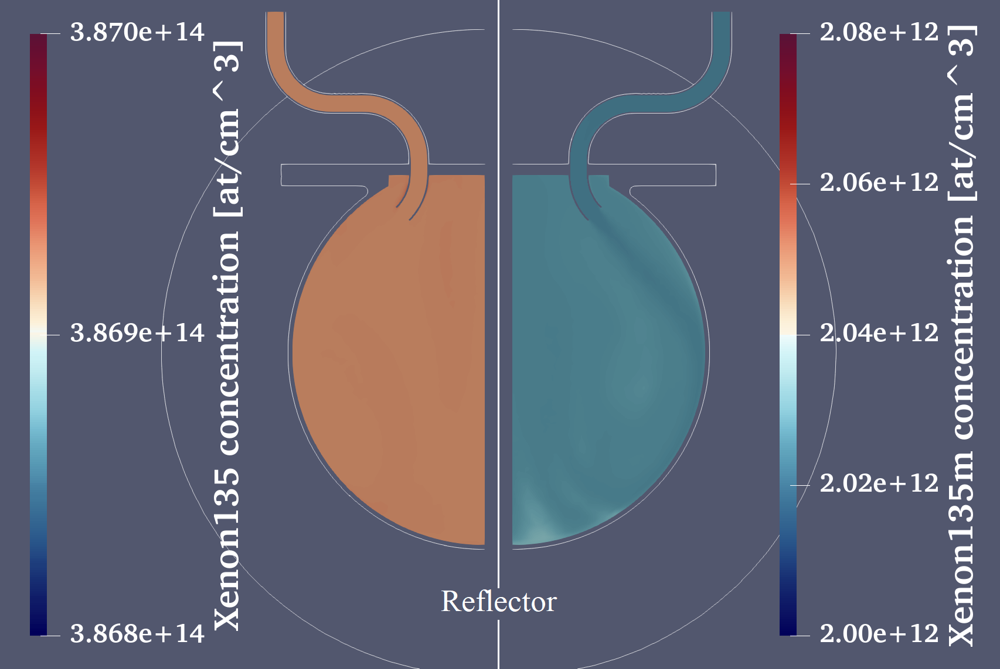 3.870e+14
3.869e+14
3.868e+14
Xenon135 concentration [at/cm^3]
Reflector
2.08e+12
2.06e+12
2.04e+12
2.02e+12
2.00e+12
Xenon135m concentration [at/cm^3]